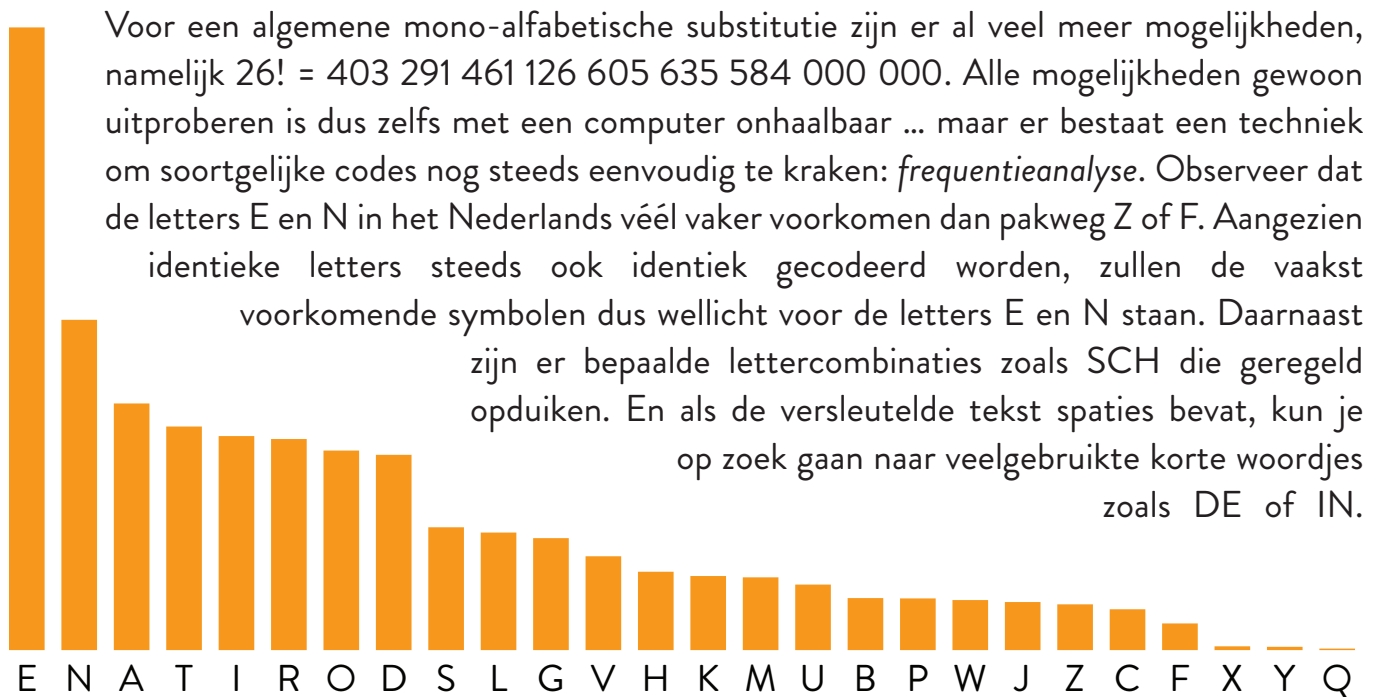 Voor een algemene mono-alfabetische substitutie zijn er al veel meer mogelijkheden,
namelijk 26! = 403 291 461 126 605 635 584 000 000. Alle mogelijkheden gewoon
uitproberen is dus zelfs met een computer onhaalbaar ... maar er bestaat een techniek
om soortgelijke codes nog steeds eenvoudig te kraken: frequentieanalyse. Observeer dat
de letters E en N in het Nederlands véél vaker voorkomen dan pakweg Z of F. Aangezien
identieke letters steeds ook identiek gecodeerd worden, zullen de vaakst
voorkomende symbolen dus wellicht voor de letters E en N staan. Daarnaast
zijn er bepaalde lettercombinaties zoals SCH die geregeld
opduiken. En als de versleutelde tekst spaties bevat, kun je
op zoek gaan naar veelgebruikte korte woordjes
zoals DE of IN.
E N A T I R O D S L G V H K M U B P W J Z C F X Y Q